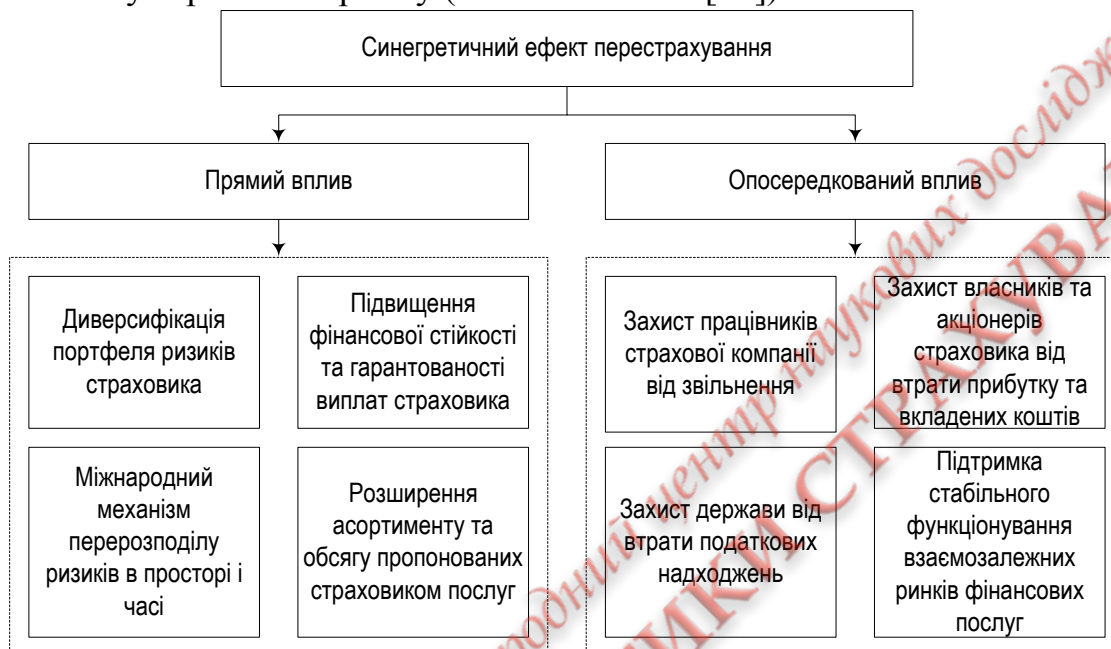 Синегретичний ефект перестрахування
Прямий вплив
Опосередкований вплив
Диверсифікація
портфеля ризиків
страховика
Підвищення
фінансової стійкості
та гарантованості
виплат страховика
Міжнародний
механізм
перерозподілу
ризиків в просторі і
часі
Розширення
асортименту та
обсягу пропонованих
страховиком послуг
Захист працівників
страхової компанії
від звільнення
Захист власників та
акціонерів
страховика від
втрати прибутку та
вкладених коштів
Захист держави від
втрати податкових
надходжень
Підтримка
стабільного
функціонування
взаємозалежних
ринків фінансових
послуг
центр наукових